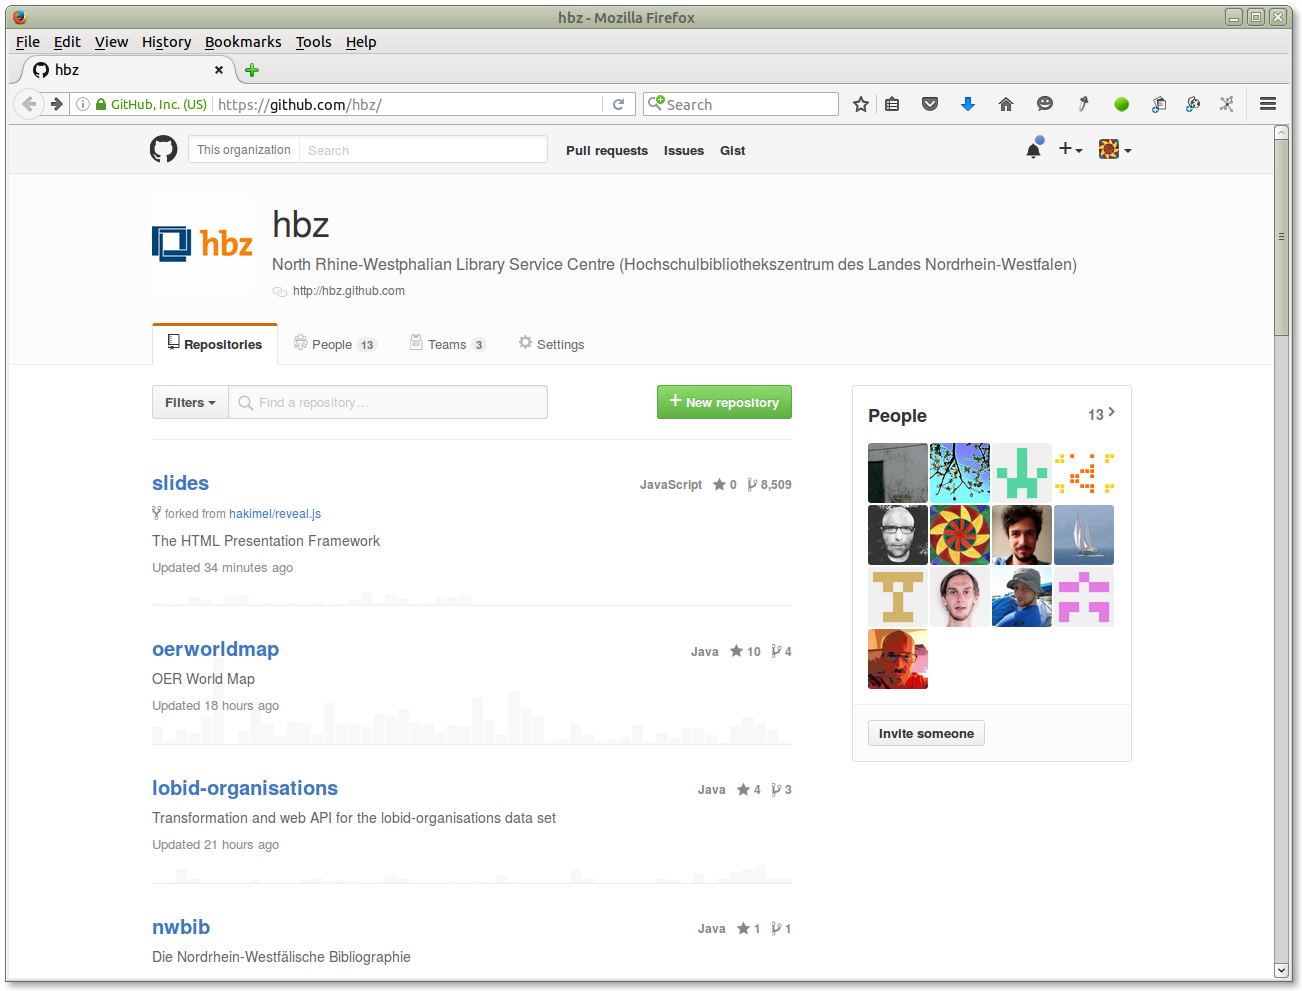 hbz - Mozilla Firefox
File Edit View History Bookmarks Tools Help
hbz
GitHub, Inc. (US) https://github.com/hbz/ Search
This organization Search Pull requests Issues Gist
hbz
hbz
North Rhine-Westphalian Library Service Centre (Hochschulbibliothekszentrum des Landes Nordrhein-Westfalen)
http://hbz.github.com
Repositories People 13 Teams 3 Settings
Filters Find a repository... New repository
People 13
slides JavaScript 0 8,509
forked from hakimel/reveal.js
The HTML Presentation Framework
Updated 34 minutes ago
oerworldmap Java 10 4
OER World Map
Updated 18 hours ago
Invite someone
lobid-organisations Java 4 3
Transformation and web API for the lobid-organisations data set
Updated 21 hours ago
nwbib Java 1 1
Die Nordrhein-Westfälische Bibliographie